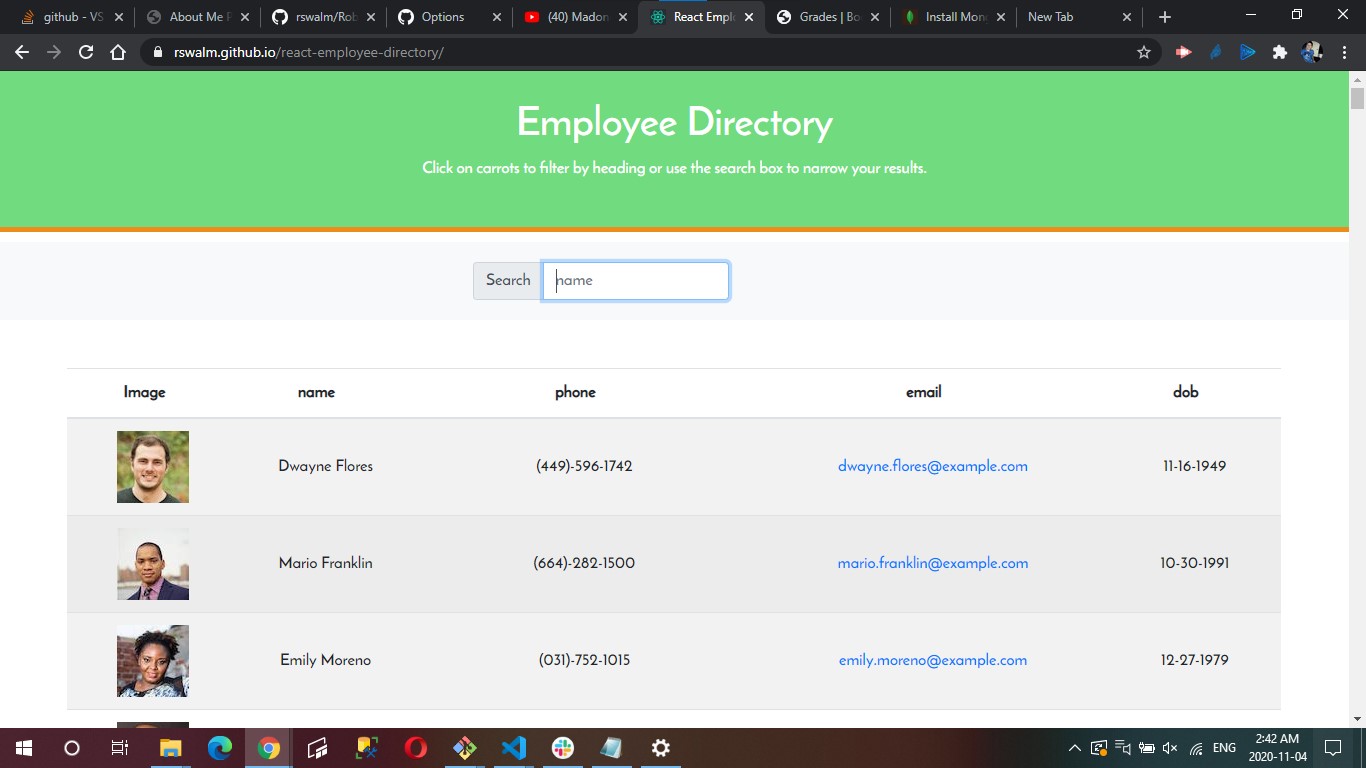 github - VS
About Me P
rswalm/Rob
Options
(40) Madon
React Emplo
Grades | Bo
Install Mon
New Tab
rswalm.github.io/react-employee-directory/
Employee Directory
Click on carrots to filter by heading or use the search box to narrow your results.
Search name
Image name phone email dob
Dwayne Flores (449)-596-1742 dwayne.flores@example.com 11-16-1949
Mario Franklin (664)-282-1500 mario.franklin@example.com 10-30-1991
Emily Moreno (031)-752-1015 emily.moreno@example.com 12-27-1979
ENG
2:42 AM
2020-11-04